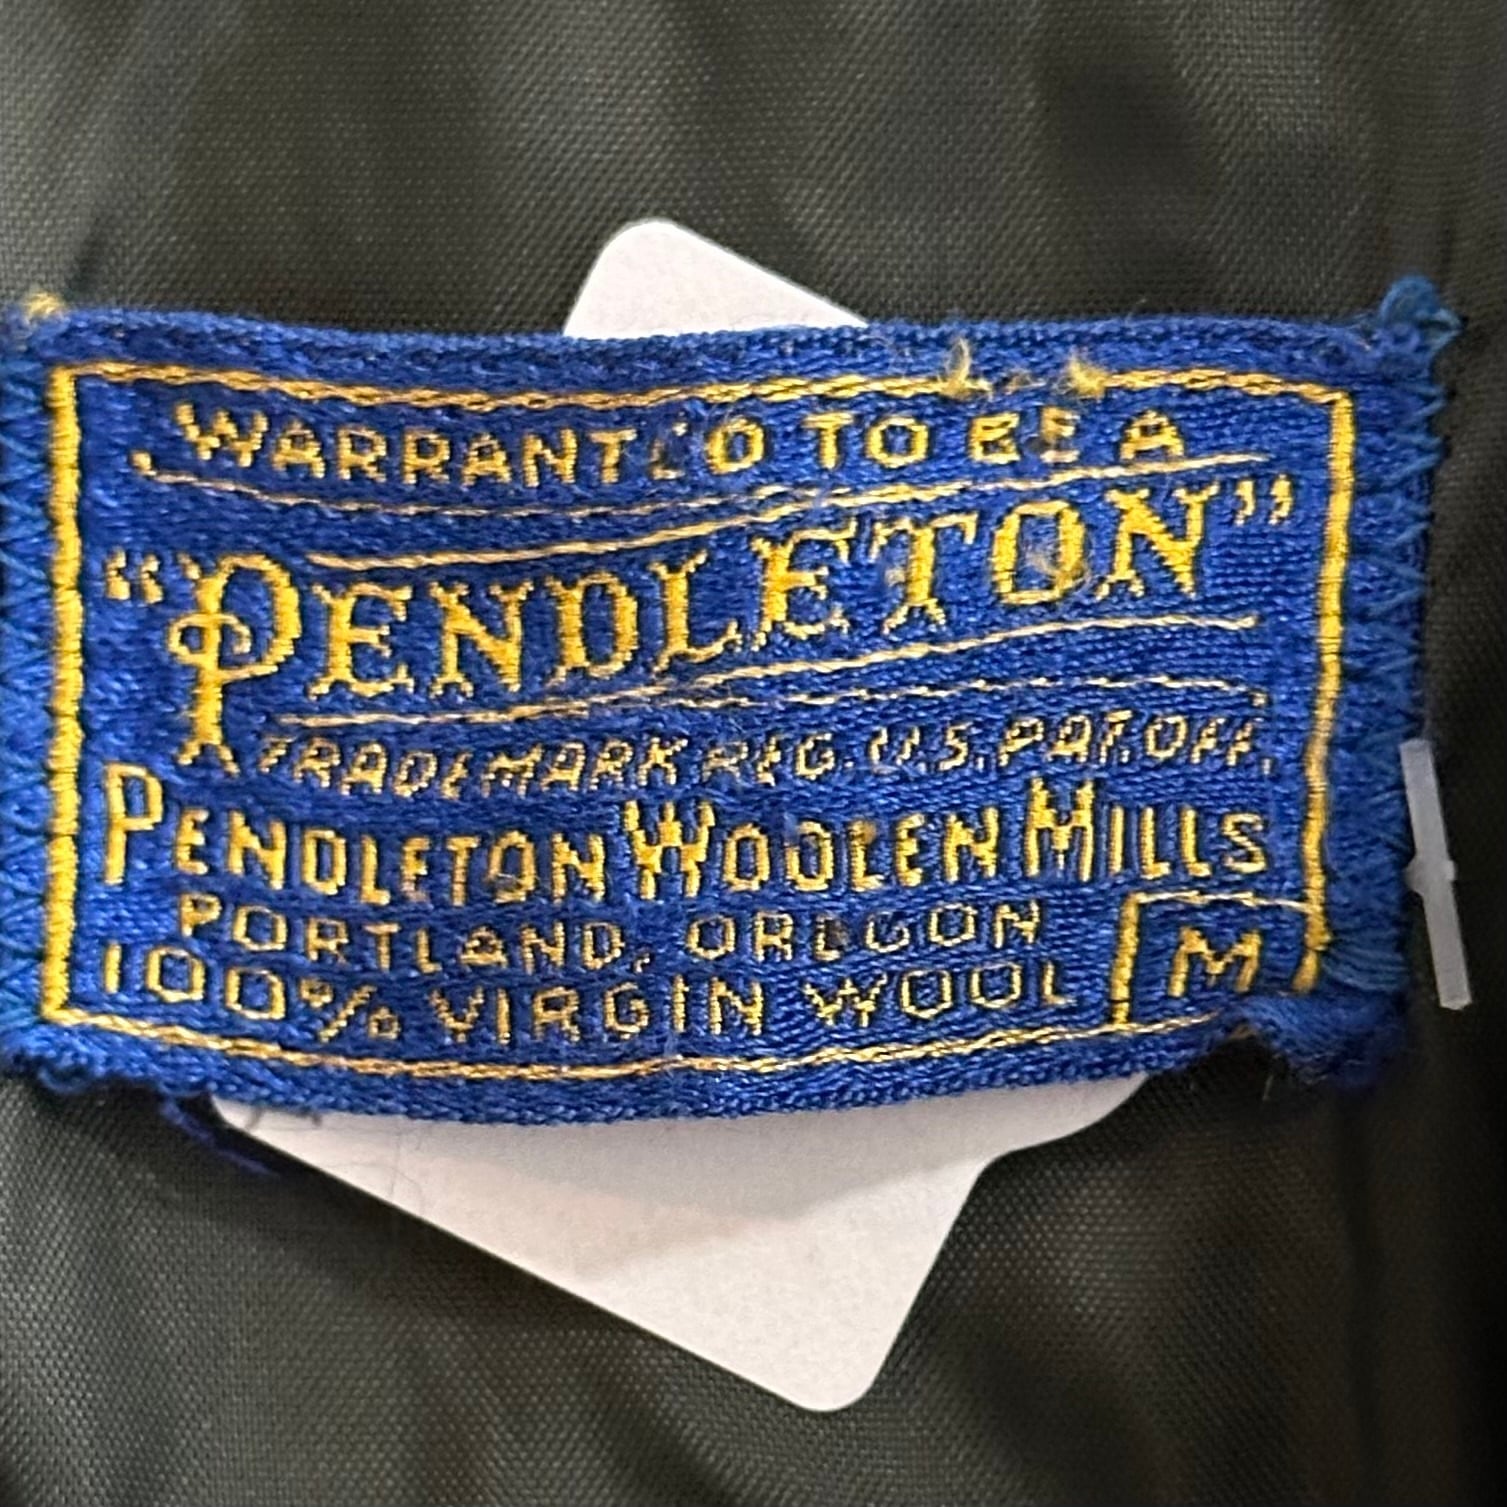 WARRANTED TO BE A
"PENDLETON"
TRADEMARK REG. U.S. PAT. OFF.
PENDLETON WOOLEN MILLS
PORTLAND, OREGON
100% VIRGIN WOOL M